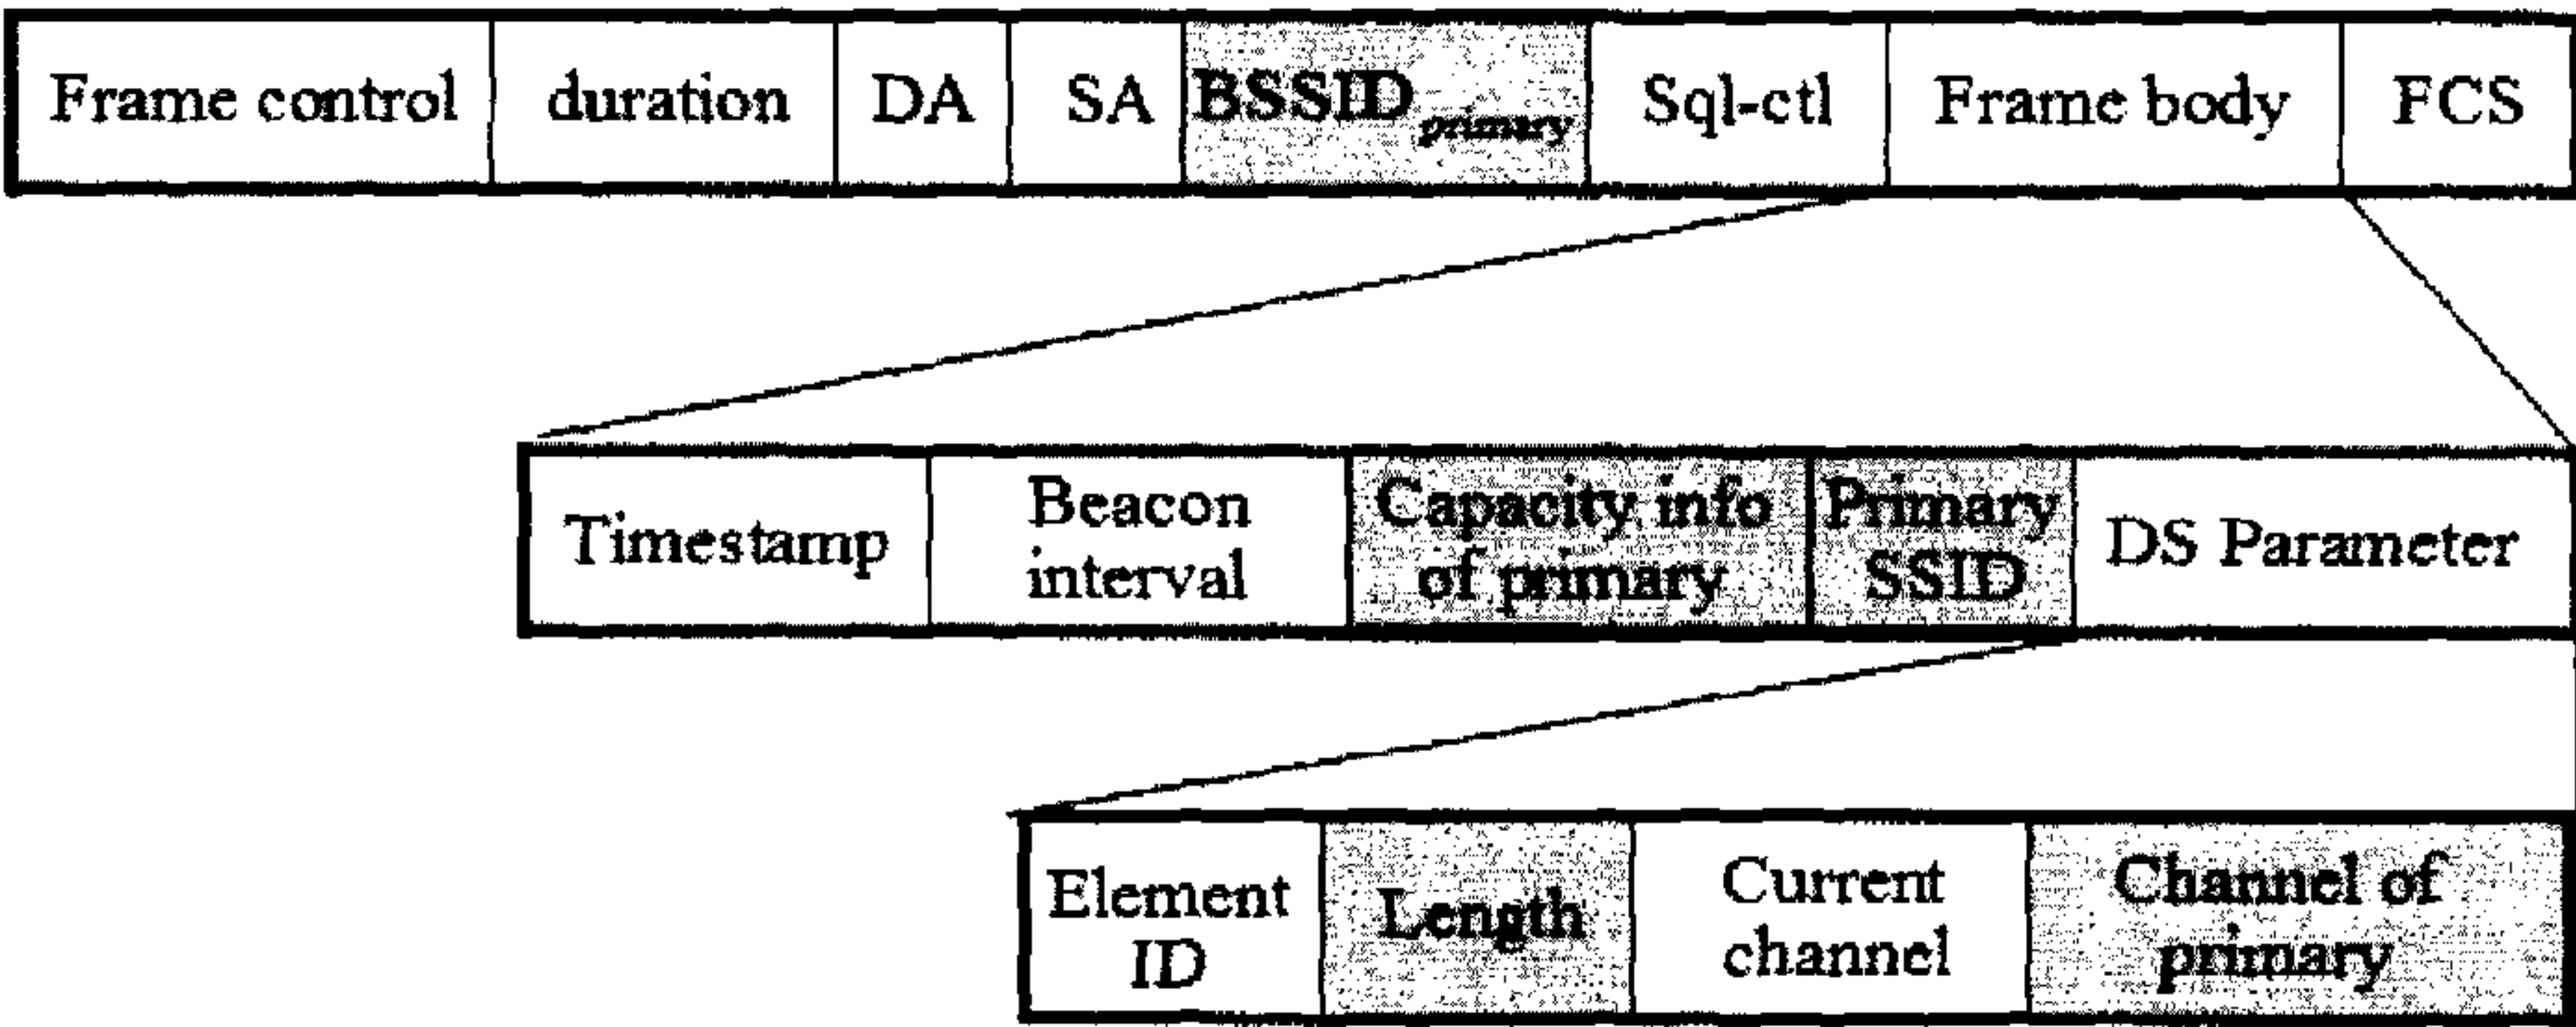 Frame control duration DA SA BSSID primary Sql-ctl Frame body FCS
Timestamp
Beacon
interval
Capacity info
of primary
Primary
SSID
DS Parameter
Element
ID
Length
Current
channel
Channel of
primary